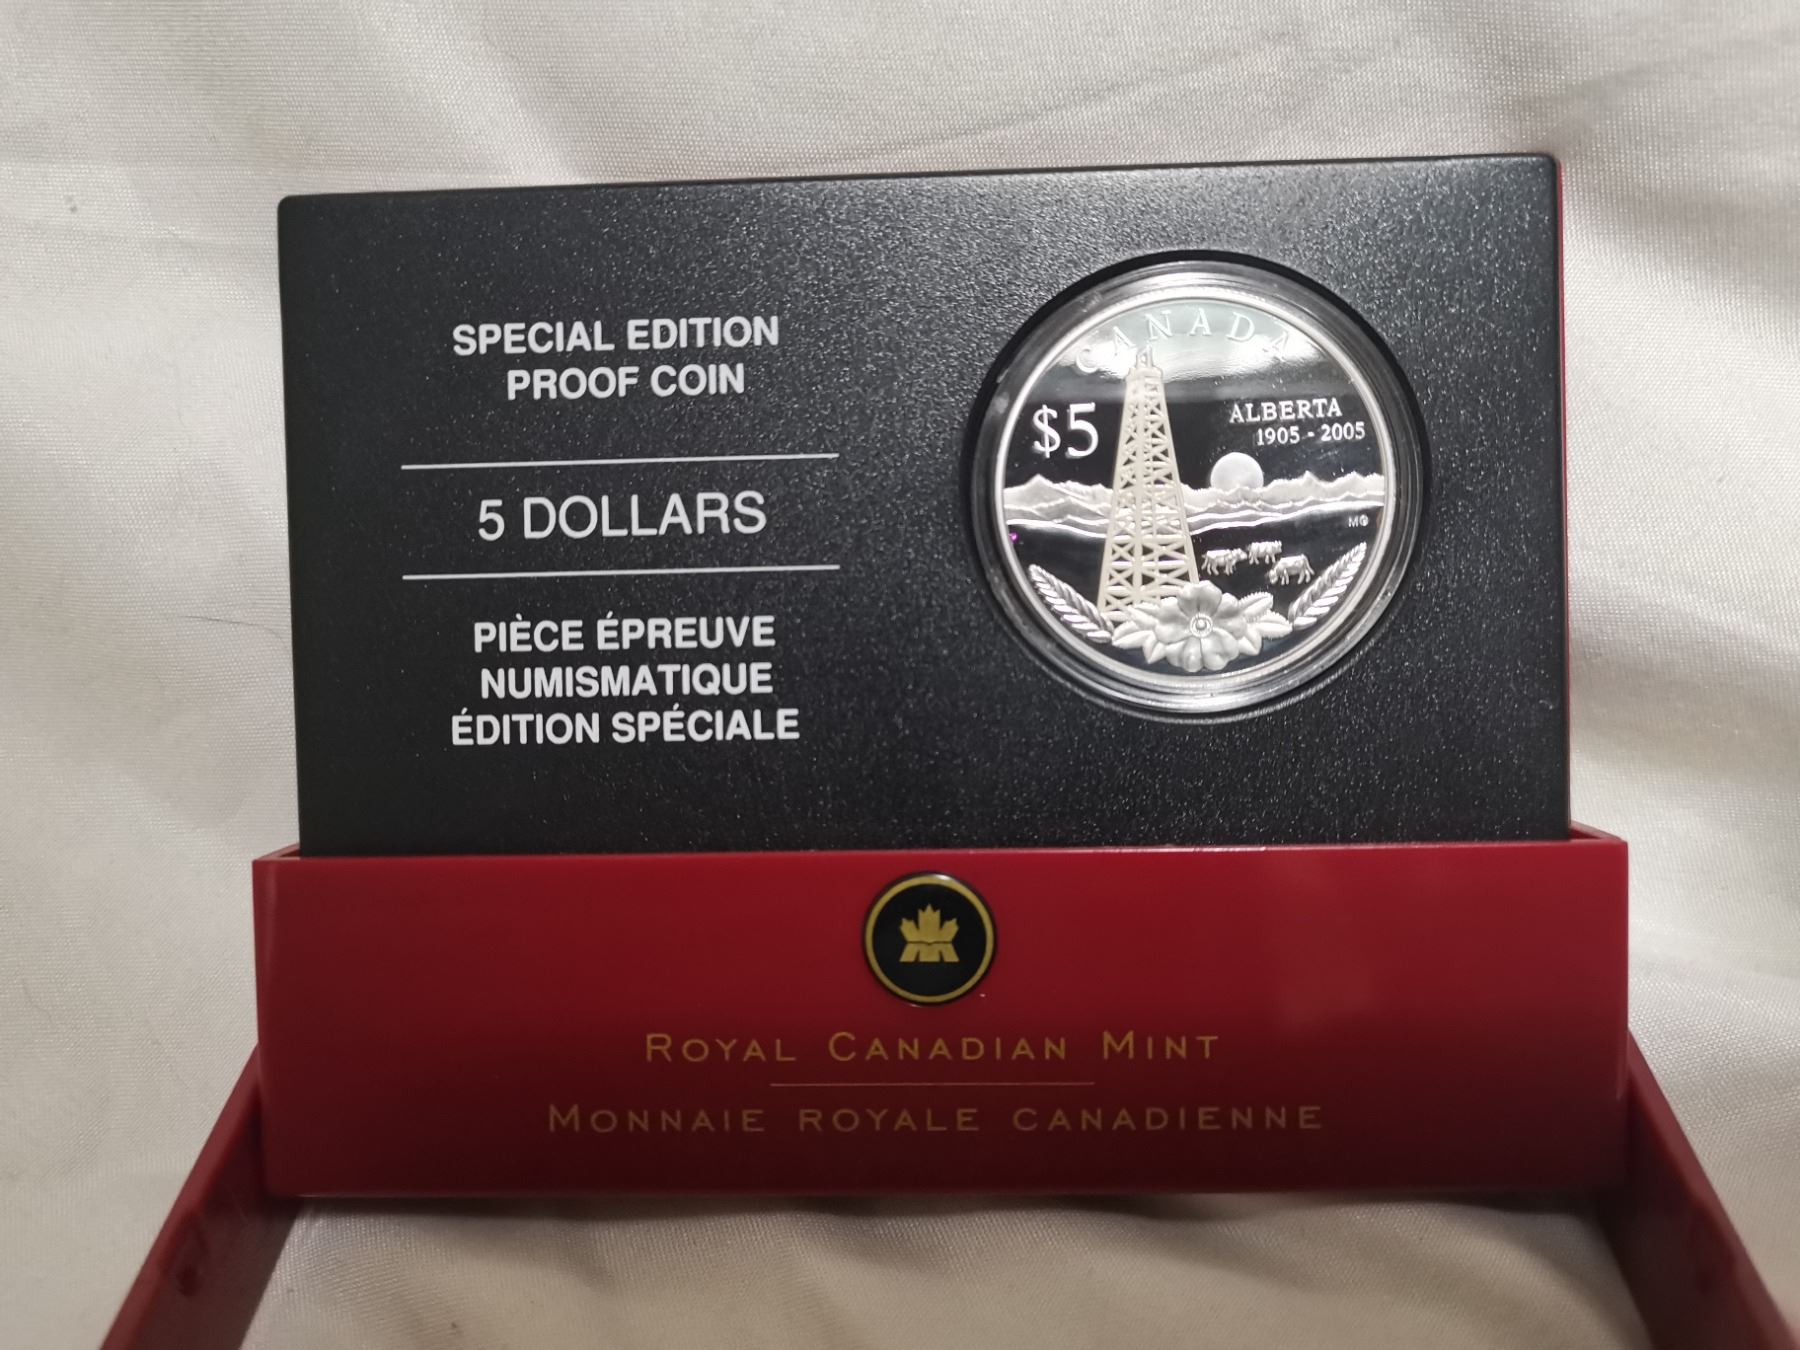 SPECIAL EDITION
PROOF COIN
5 DOLLARS
PIÈCE ÉPREUVE
NUMISMATIQUE
ÉDITION SPÉCIALE
CANADA
$5
ALBERTA
1905 - 2005
ROYAL CANADIAN MINT
MONNAIE ROYALE CANADIENNE